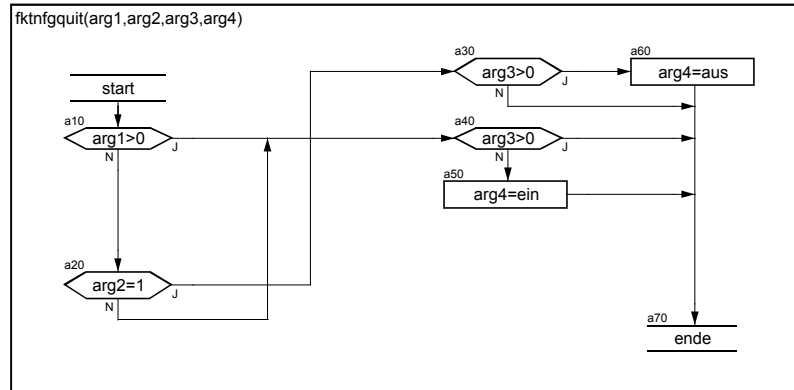 fktnfgquit(arg1,arg2,arg3,arg4)
start
a10
arg1>0
J
N
a20
arg2=1
J
N
a30
arg3>0
J
N
a60
arg4=aus
a40
arg3>0
J
N
a50
arg4=ein
a70
ende